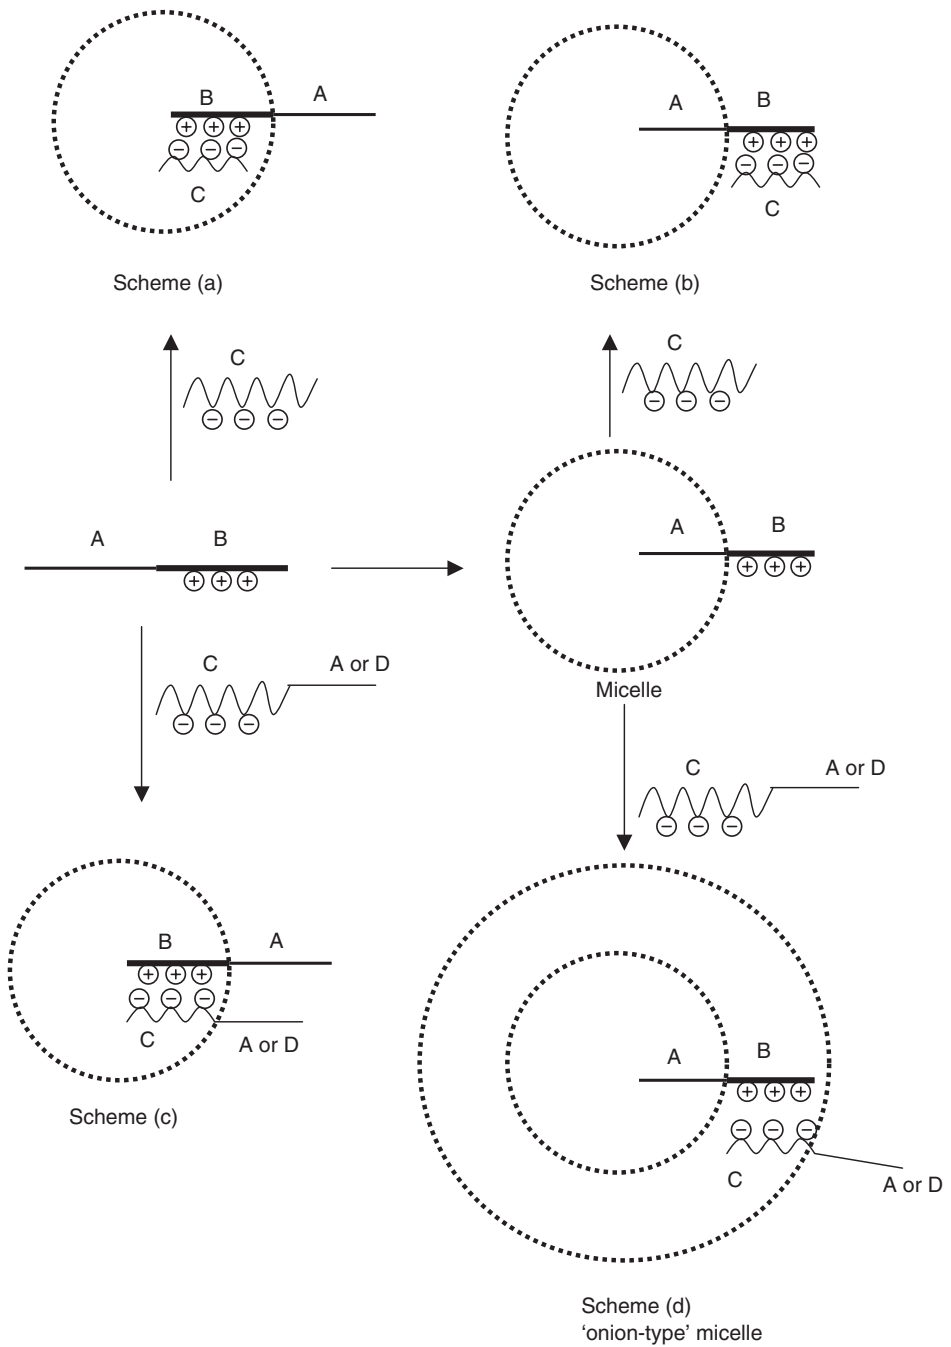 B A
C
Scheme (a)
A B
C
Scheme (b)
C
C
A B
A B
Micelle
C A or D
C A or D
B A
C A or D
Scheme (c)
A B
C A or D
Scheme (d)
‘onion-type’ micelle